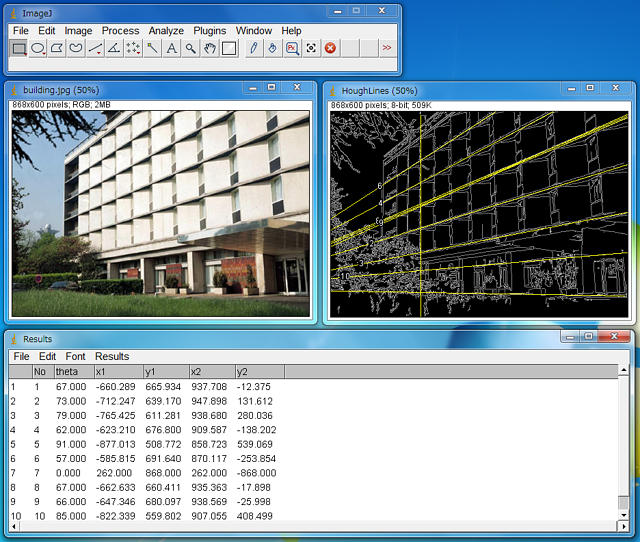 ImageJ
File Edit Image Process Analyze Plugins Window Help
A >>
building.jpg (50%)
868x600 pixels; RGB; 2MB
HoughLines (50%)
868x600 pixels; 8-bit; 509K
6
4
10
Results
File Edit Font Results
No theta x1 y1 x2 y2
1 1 67.000 -660.289 665.934 937.708 -12.375
2 2 73.000 -712.247 639.170 947.898 131.612
3 3 79.000 -765.425 611.281 938.680 280.036
4 4 62.000 -623.210 676.800 909.587 -138.202
5 5 91.000 -877.013 508.772 858.723 539.069
6 6 57.000 -585.815 691.640 870.117 -253.854
7 7 0.000 262.000 868.000 262.000 -868.000
8 8 67.000 -662.633 660.411 935.363 -17.898
9 9 66.000 -647.346 680.097 938.569 -25.998
10 10 85.000 -822.339 559.802 907.055 408.499